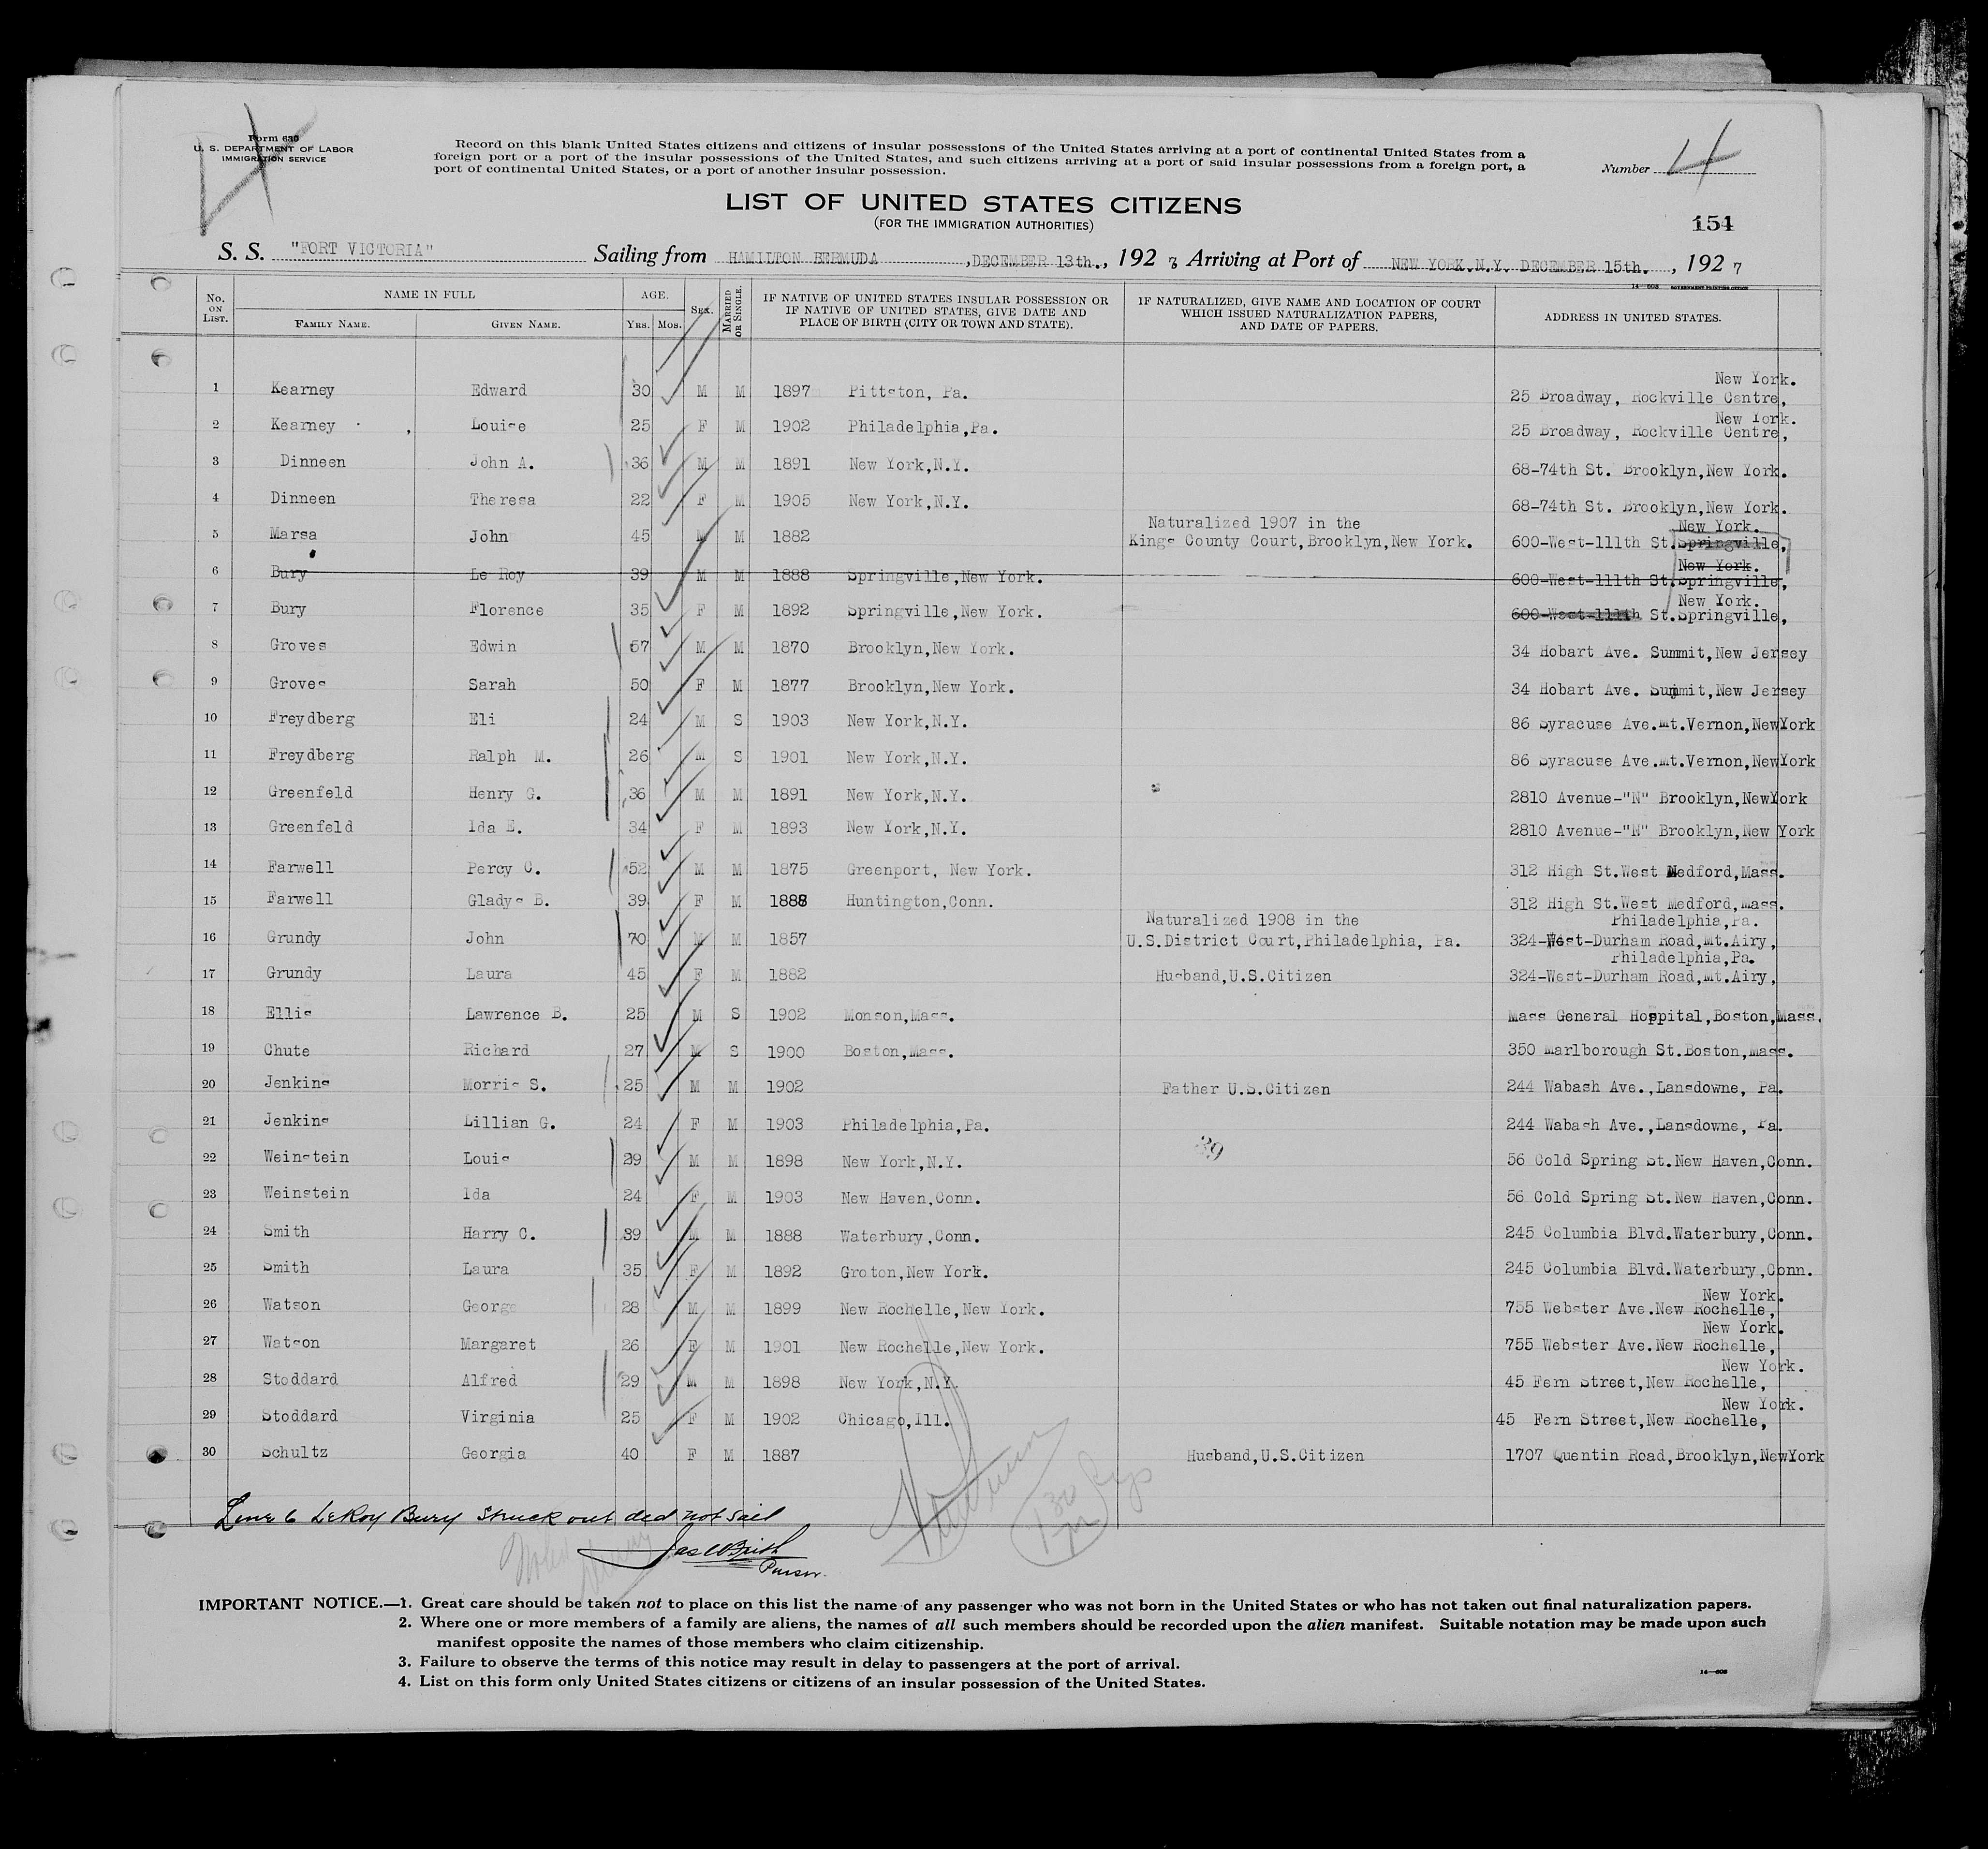 Form 630
U. S. DEPARTMENT OF LABOR
IMMIGRATION SERVICE
Record on this blank United States citizens and citizens of insular possessions of the United States arriving at a port of continental United States from a
foreign port or a port of the insular possessions of the United States, and such citizens arriving at a port of said insular possessions from a foreign port, a
port of continental United States, or a port of another insular possession.
Number 4
LIST OF UNITED STATES CITIZENS
(FOR THE IMMIGRATION AUTHORITIES)
154
S. S. "FORT VICTORIA" Sailing from HAMILTON BERMUDA, DECEMBER 13th., 1927 Arriving at Port of NEW YORK.N.Y. DECEMBER 15th., 1927
14—608 GOVERNMENT PRINTING OFFICE
No. ON LIST. NAME IN FULL FAMILY NAME. GIVEN NAME. AGE. YRS. MOS. SEX. MARRIED OR SINGLE. IF NATIVE OF UNITED STATES INSULAR POSSESSION OR IF NATIVE OF UNITED STATES, GIVE DATE AND PLACE OF BIRTH (CITY OR TOWN AND STATE). IF NATURALIZED, GIVE NAME AND LOCATION OF COURT WHICH ISSUED NATURALIZATION PAPERS, AND DATE OF PAPERS. ADDRESS IN UNITED STATES.
1 Kearney Edward 30 M M 1897 Pittston, Pa. 25 Broadway, Rockville Centre, New York.
2 Kearney Louise 25 F M 1902 Philadelphia,Pa. 25 Broadway, Rockville Centre, New York.
3 Dinneen John A. 36 M M 1891 New York,N.Y. 68-74th St. Brooklyn,New York.
4 Dinneen Theresa 22 F M 1905 New York,N.Y. 68-74th St. Brooklyn,New York.
5 Marsa John 45 M M 1882 Naturalized 1907 in the Kings County Court,Brooklyn,New York. 600-West-111th St.Springville, New York.
6 Bury Le Roy 39 M M 1888 Springville,New York. 600-West-111th St.Springville, New York.
7 Bury Florence 35 F M 1892 Springville,New York. 600-West-111th St.Springville, New York.
8 Groves Edwin 57 M M 1870 Brooklyn,New York. 34 Hobart Ave. Summit,New Jersey
9 Groves Sarah 50 F M 1877 Brooklyn,New York. 34 Hobart Ave. Summit,New Jersey
10 Freydberg Eli 24 M S 1903 New York,N.Y. 86 Syracuse Ave.Mt.Vernon,NewYork
11 Freydberg Ralph M. 26 M S 1901 New York,N.Y. 86 Syracuse Ave.Mt.Vernon,NewYork
12 Greenfeld Henry G. 36 M M 1891 New York,N.Y. 2810 Avenue-"N" Brooklyn,NewYork
13 Greenfeld Ida E. 34 F M 1893 New York,N.Y. 2810 Avenue-"N" Brooklyn,New York
14 Farwell Percy C. 52 M M 1875 Greenport, New York. 312 High St.West Medford,Mass.
15 Farwell Gladys B. 39 F M 1888 Huntington,Conn. 312 High St.West Medford,Mass.
16 Grundy John 70 M M 1857 Naturalized 1908 in the U.S.District Court,Philadelphia, Pa. 324-West-Durham Road,Mt.Airy, Philadelphia,Pa.
17 Grundy Laura 45 F M 1882 Husband,U.S.Citizen 324-West-Durham Road,Mt.Airy, Philadelphia,Pa.
18 Ellis Lawrence B. 25 M S 1902 Monson,Mass. Mass General Hospital,Boston,Mass.
19 Chute Richard 27 M S 1900 Boston,Mass. 350 Marlborough St.Boston,Mass.
20 Jenkins Morris S. 25 M M 1902 Father U.S.Citizen 244 Wabash Ave.,Lansdowne, Pa.
21 Jenkins Lillian G. 24 F M 1903 Philadelphia,Pa. 244 Wabash Ave.,Lansdowne, Pa.
39
22 Weinstein Louis 29 M M 1898 New York,N.Y. 56 Cold Spring St.New Haven,Conn.
23 Weinstein Ida 24 F M 1903 New Haven,Conn. 56 Cold Spring St.New Haven,Conn.
24 Smith Harry C. 39 M M 1888 Waterbury,Conn. 245 Columbia Blvd.Waterbury,Conn.
25 Smith Laura 35 F M 1892 Groton,New York. 245 Columbia Blvd.Waterbury,Conn.
26 Watson George 28 M M 1899 New Rochelle,New York. 755 Webster Ave.New Rochelle, New York.
27 Watson Margaret 26 F M 1901 New Rochelle,New York. 755 Webster Ave.New Rochelle, New York.
28 Stoddard Alfred 29 M M 1898 New York,N.Y. 45 Fern Street,New Rochelle, New York.
29 Stoddard Virginia 25 F M 1902 Chicago,Ill. 45 Fern Street,New Rochelle, New York.
30 Schultz Georgia 40 F M 1887 Husband,U.S.Citizen 1707 Quentin Road,Brooklyn,NewYork
Line 6 LeRoy Bury Struck out did not sail
Purser.
IMPORTANT NOTICE.—1. Great care should be taken not to place on this list the name of any passenger who was not born in the United States or who has not taken out final naturalization papers.
2. Where one or more members of a family are aliens, the names of all such members should be recorded upon the alien manifest. Suitable notation may be made upon such
manifest opposite the names of those members who claim citizenship.
3. Failure to observe the terms of this notice may result in delay to passengers at the port of arrival.
4. List on this form only United States citizens or citizens of an insular possession of the United States.
14—608